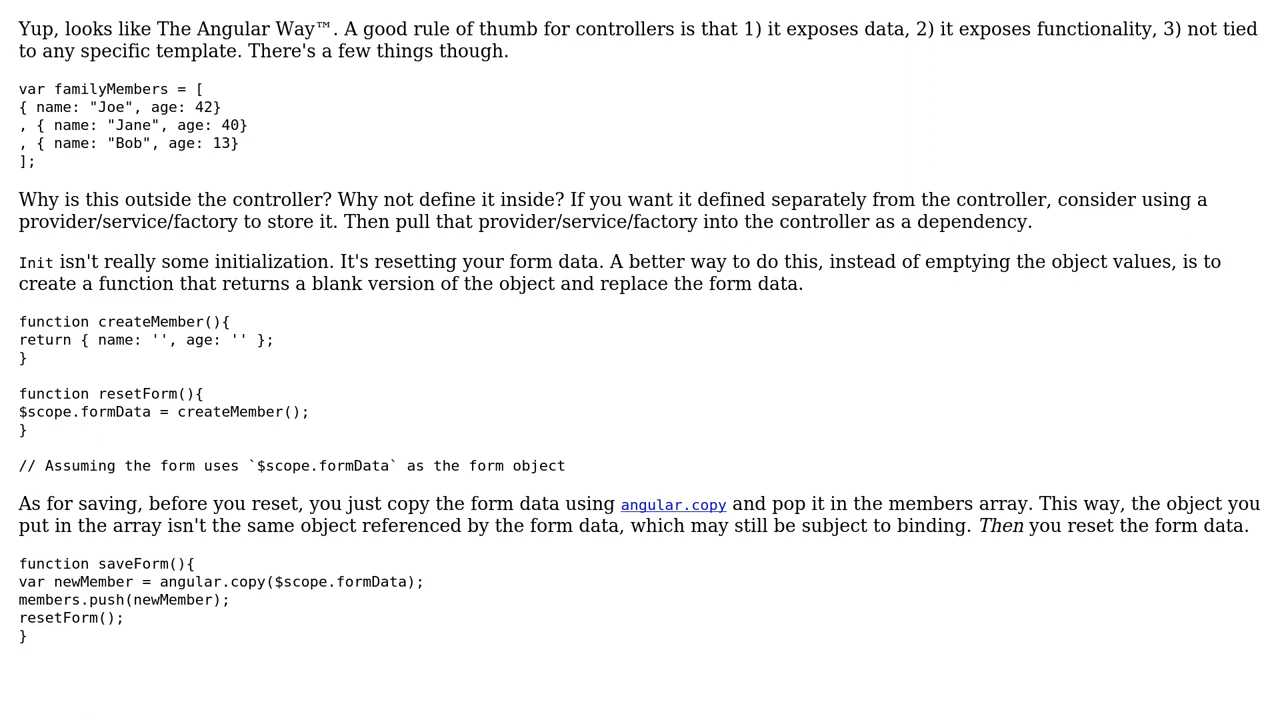 Yup, looks like The Angular Way™. A good rule of thumb for controllers is that 1) it exposes data, 2) it exposes functionality, 3) not tied
to any specific template. There's a few things though.
var familyMembers = [
{ name: "Joe", age: 42}
, { name: "Jane", age: 40}
, { name: "Bob", age: 13}
];
Why is this outside the controller? Why not define it inside? If you want it defined separately from the controller, consider using a
provider/service/factory to store it. Then pull that provider/service/factory into the controller as a dependency.
Init isn't really some initialization. It's resetting your form data. A better way to do this, instead of emptying the object values, is to
create a function that returns a blank version of the object and replace the form data.
function createMember(){
return { name: '', age: '' };
}
function resetForm(){
$scope.formData = createMember();
}
// Assuming the form uses `$scope.formData` as the form object
As for saving, before you reset, you just copy the form data using angular.copy and pop it in the members array. This way, the object you
put in the array isn't the same object referenced by the form data, which may still be subject to binding. Then you reset the form data.
function saveForm(){
var newMember = angular.copy($scope.formData);
members.push(newMember);
resetForm();
}